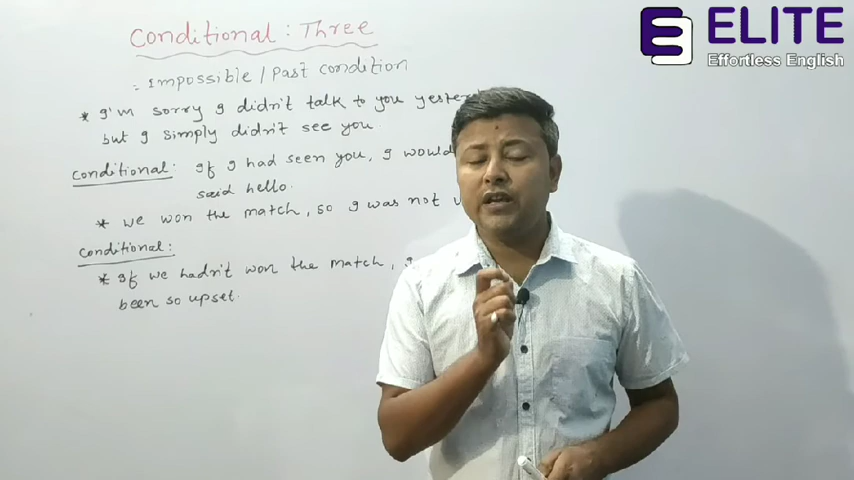 Conditional : Three
: Impossible / Past condition
* I'm sorry I didn't talk to you
but I simply didn't see you.
Conditional : If I had seen you, I would
said hello.
* We won the match, so I was not
Conditional :
* If we hadn't won the match,
been so upset.
ELITE
Effortless English